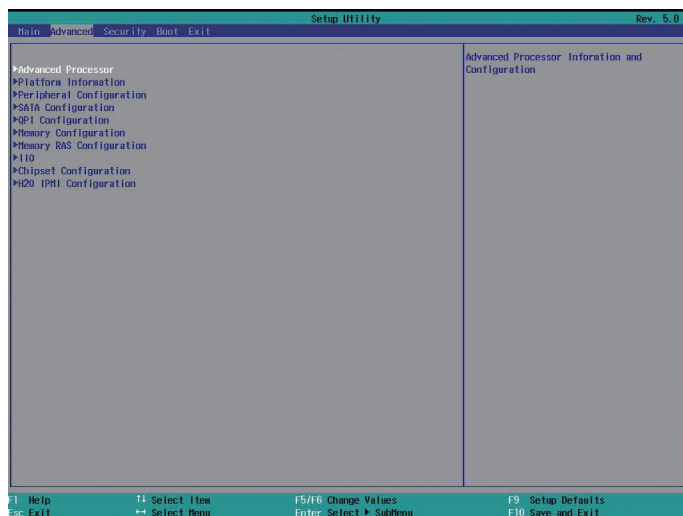 Setup Utility Rev. 5.0
Main Advanced Security Boot Exit
▶Advanced Processor
▶Platform Information
▶Peripheral Configuration
▶SATA Configuration
▶QPI Configuration
▶Memory Configuration
▶Memory RAS Configuration
▶IIO
▶Chipset Configuration
▶H2O IPMI Configuration
Advanced Processor Informtion and
Configuration
F1 Help ↑↓ Select Item F5/F6 Change Values F9 Setup Defaults
Esc Exit ↔ Select Menu Enter Select ▶ SubMenu F10 Save and Exit